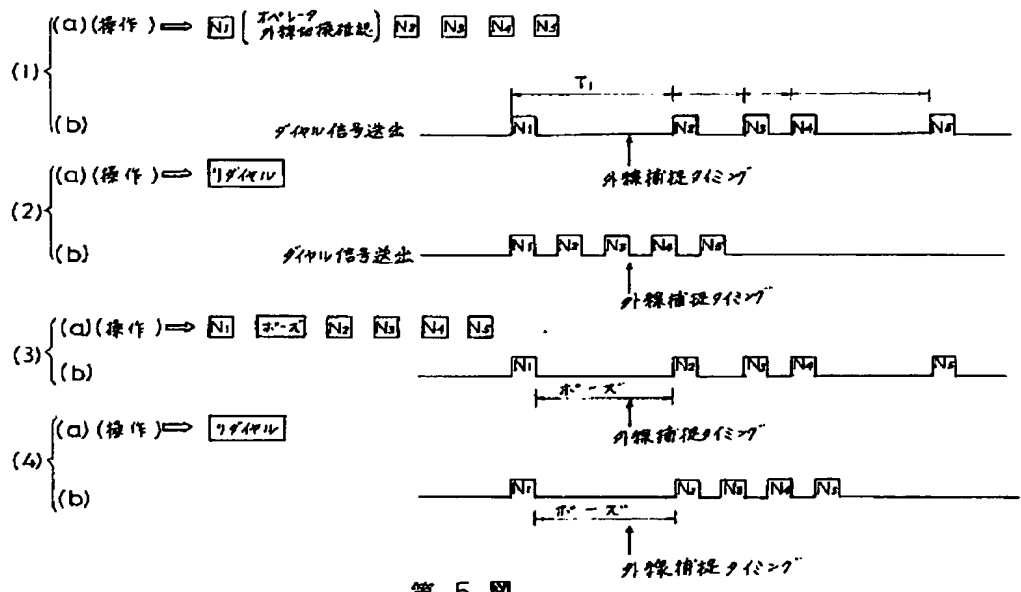 (1) (a)(操作) ⇒ N1 (オペレータ 外線切換確認) N2 N3 N4 N5
T1
(b) ダイヤル信号送出 N1 N2 N3 N4 N5
外線捕捉タイミング
(2) (a)(操作) ⇒ リダイヤル
(b) ダイヤル信号送出 N1 N2 N3 N4 N5
外線捕捉タイミング
(3) (a)(操作) ⇒ N1 ポーズ N2 N3 N4 N5
(b) N1 N2 N3 N4 N5
ポーズ
外線捕捉タイミング
(4) (a)(操作) ⇒ リダイヤル
(b) N1 N2 N3 N4 N5
ポーズ
外線捕捉タイミング
第5図